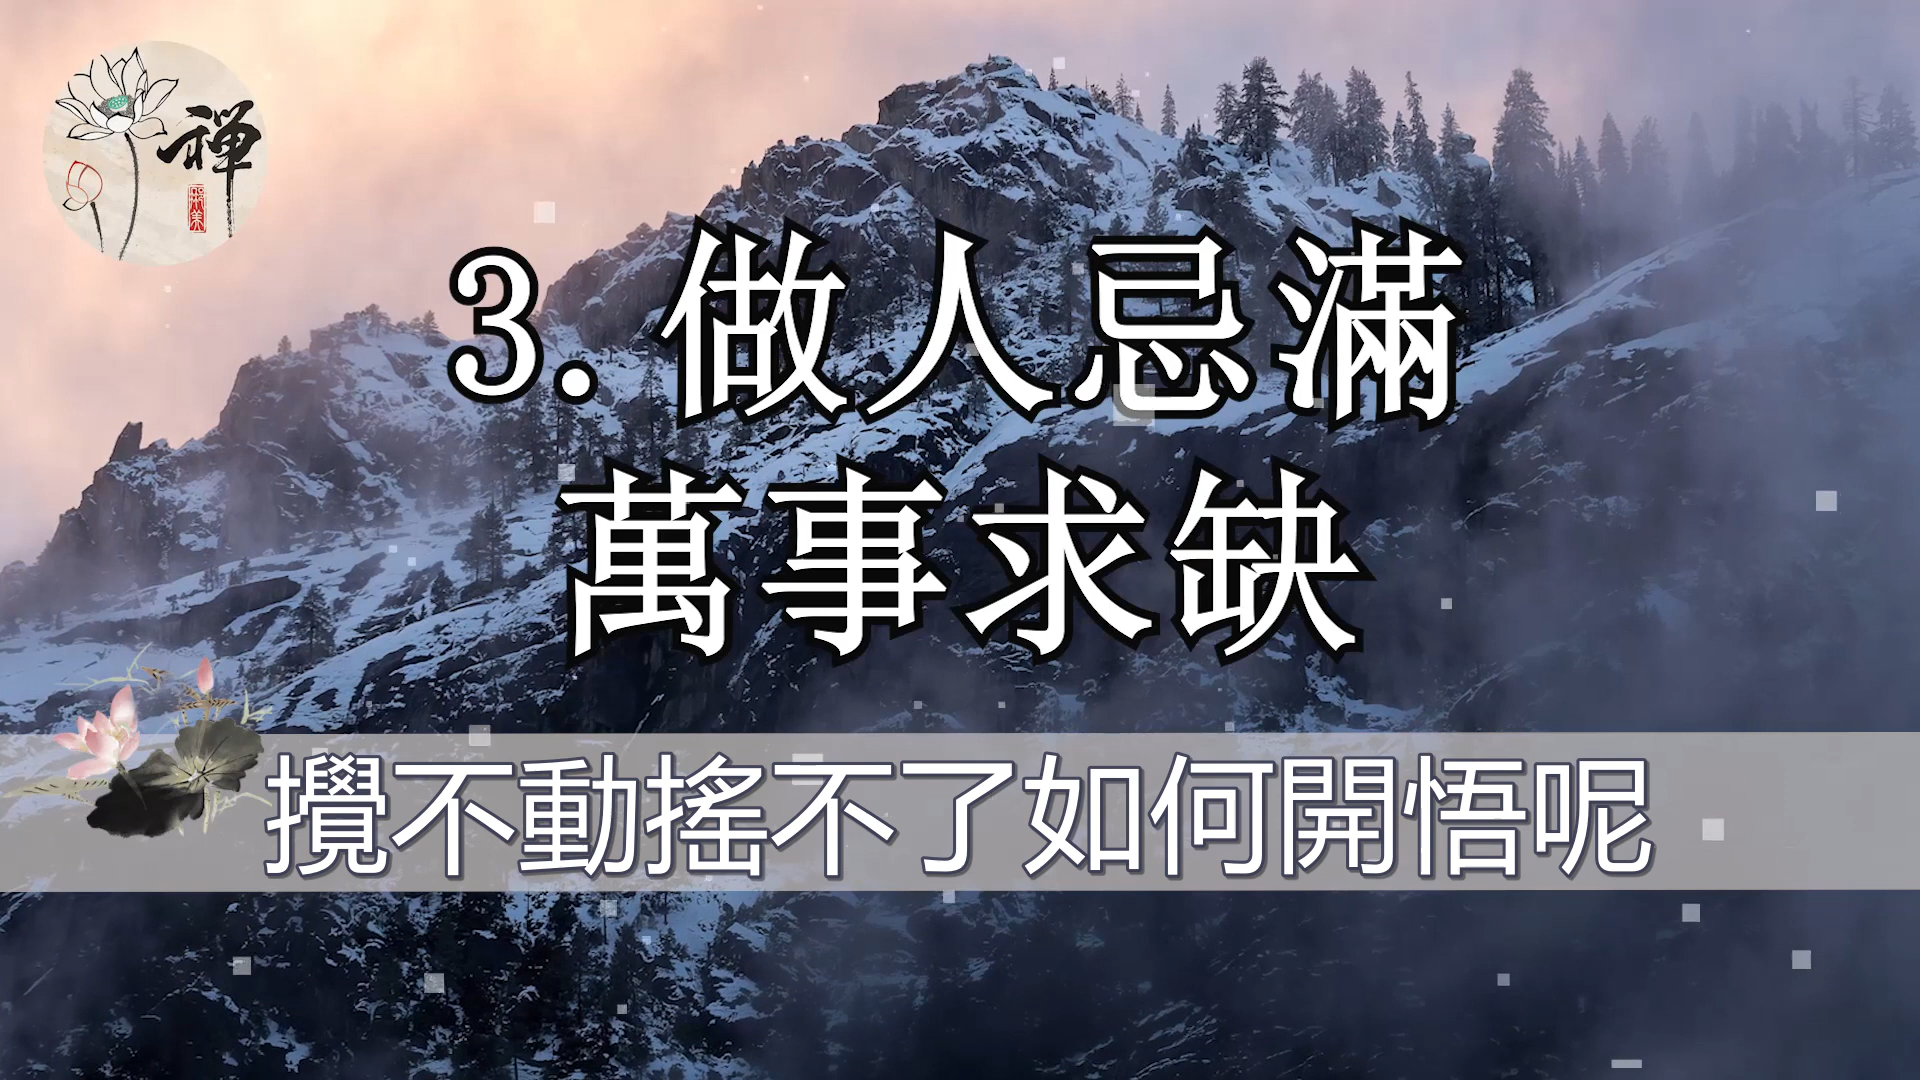 禅
3. 做人忌滿
萬事求缺
攪不動搖不了如何開悟呢